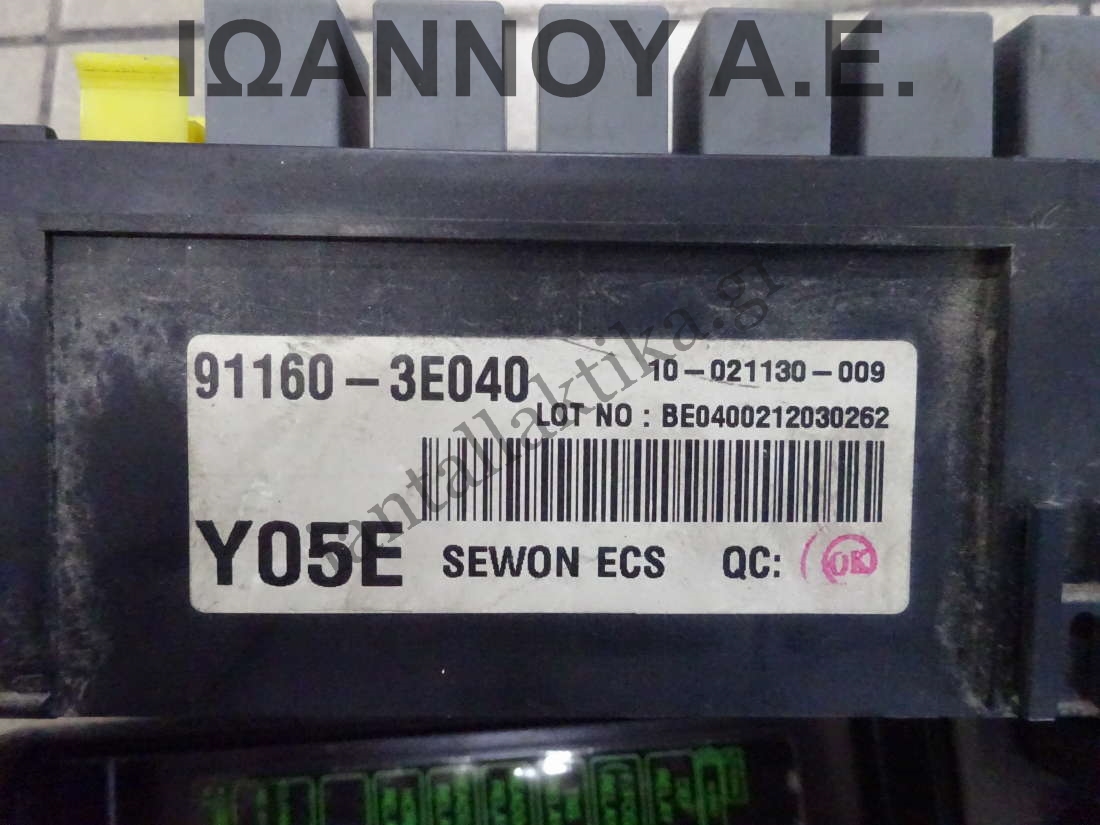 ΙΩΑΝΝΟΥ Α.Ε.
91160-3E040
10-021130-009
LOT NO : BE0400212030262
antallaktika.gr
Y05E
SEWON ECS
QC:
OK